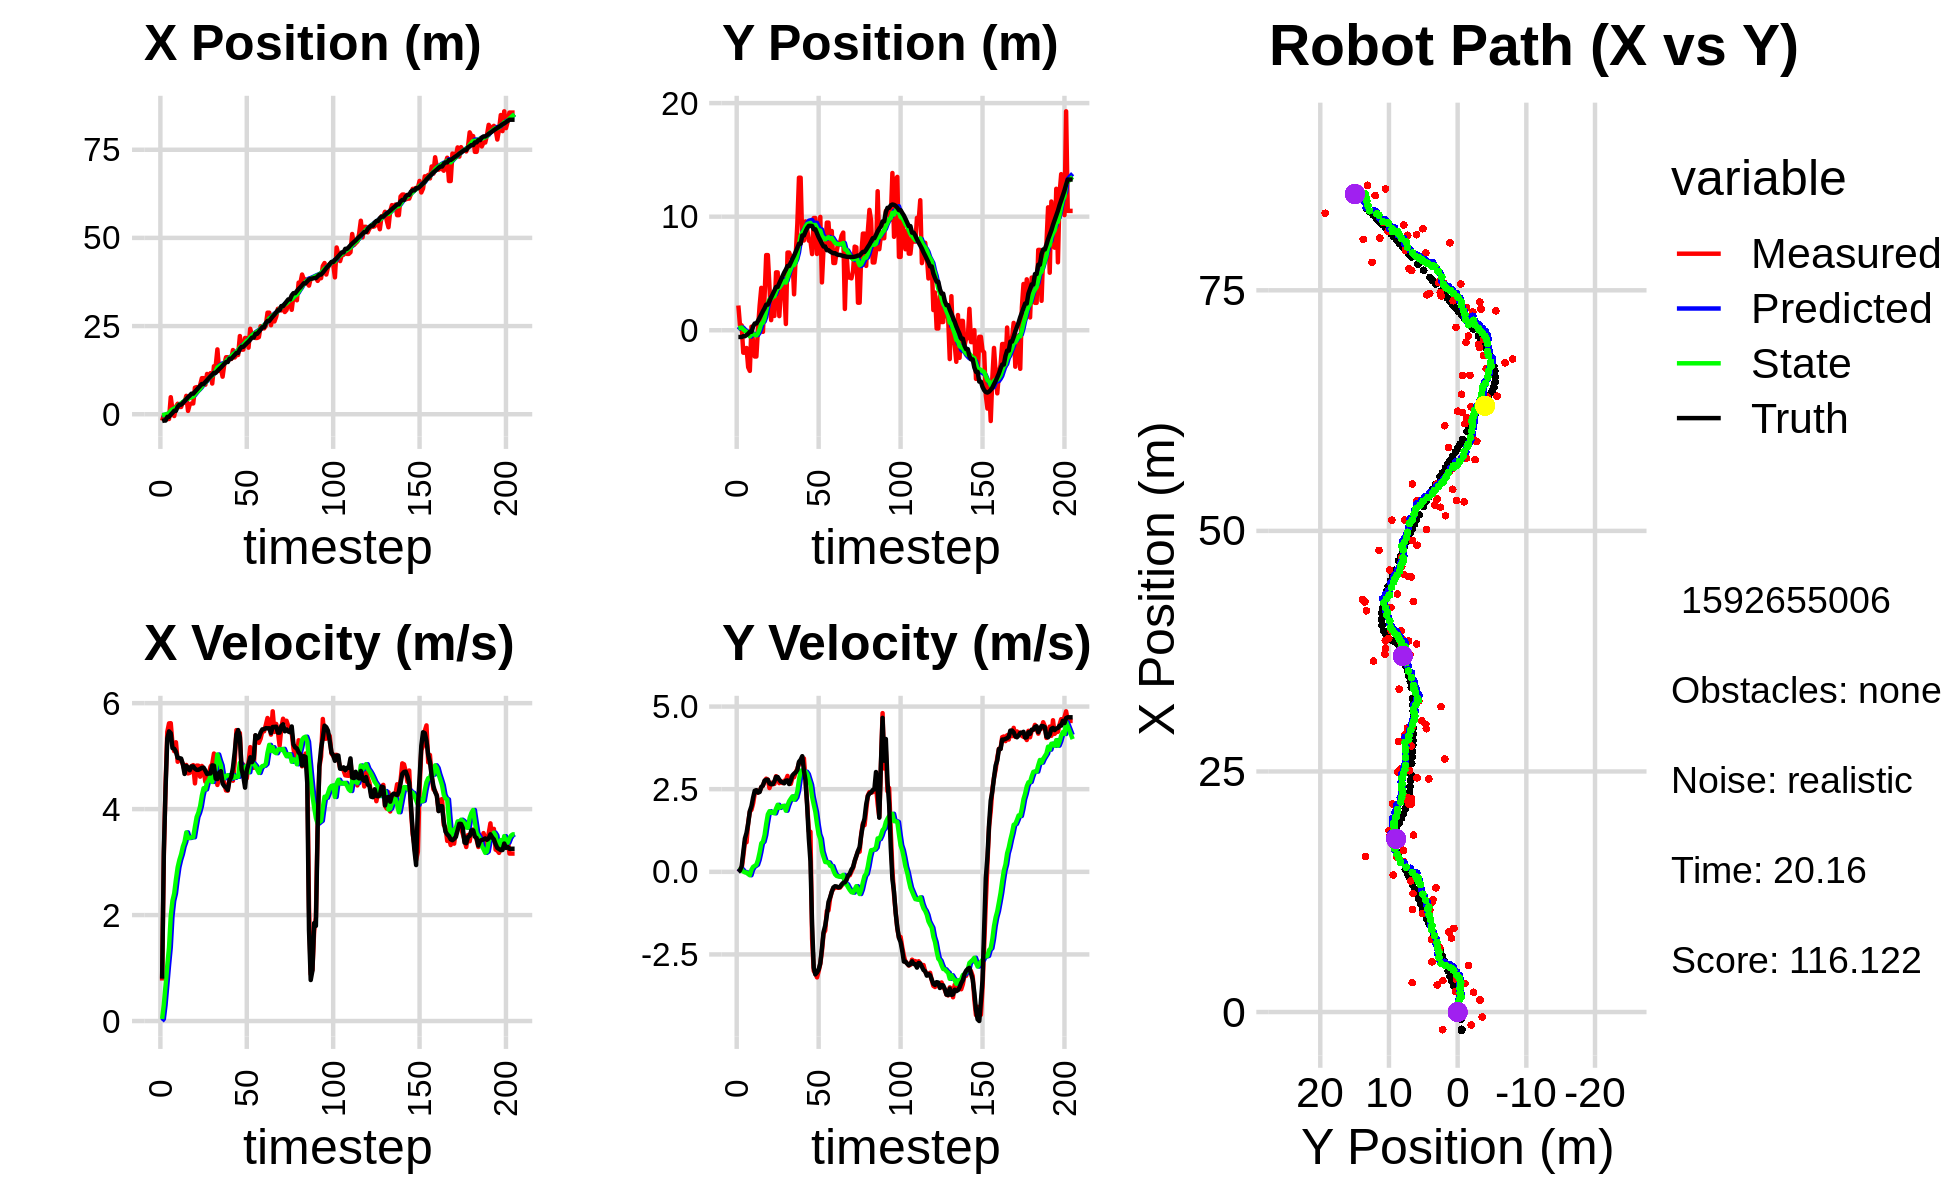 X Position (m)
75
50
25
0
0
50
100
150
200
timestep
Y Position (m)
20
10
0
0
50
100
150
200
timestep
X Velocity (m/s)
6
4
2
0
0
50
100
150
200
timestep
Y Velocity (m/s)
5.0
2.5
0.0
-2.5
0
50
100
150
200
timestep
Robot Path (X vs Y)
X Position (m)
75
50
25
0
20 10 0 -10 -20
Y Position (m)
variable
Measured
Predicted
State
Truth
1592655006
Obstacles: none
Noise: realistic
Time: 20.16
Score: 116.122